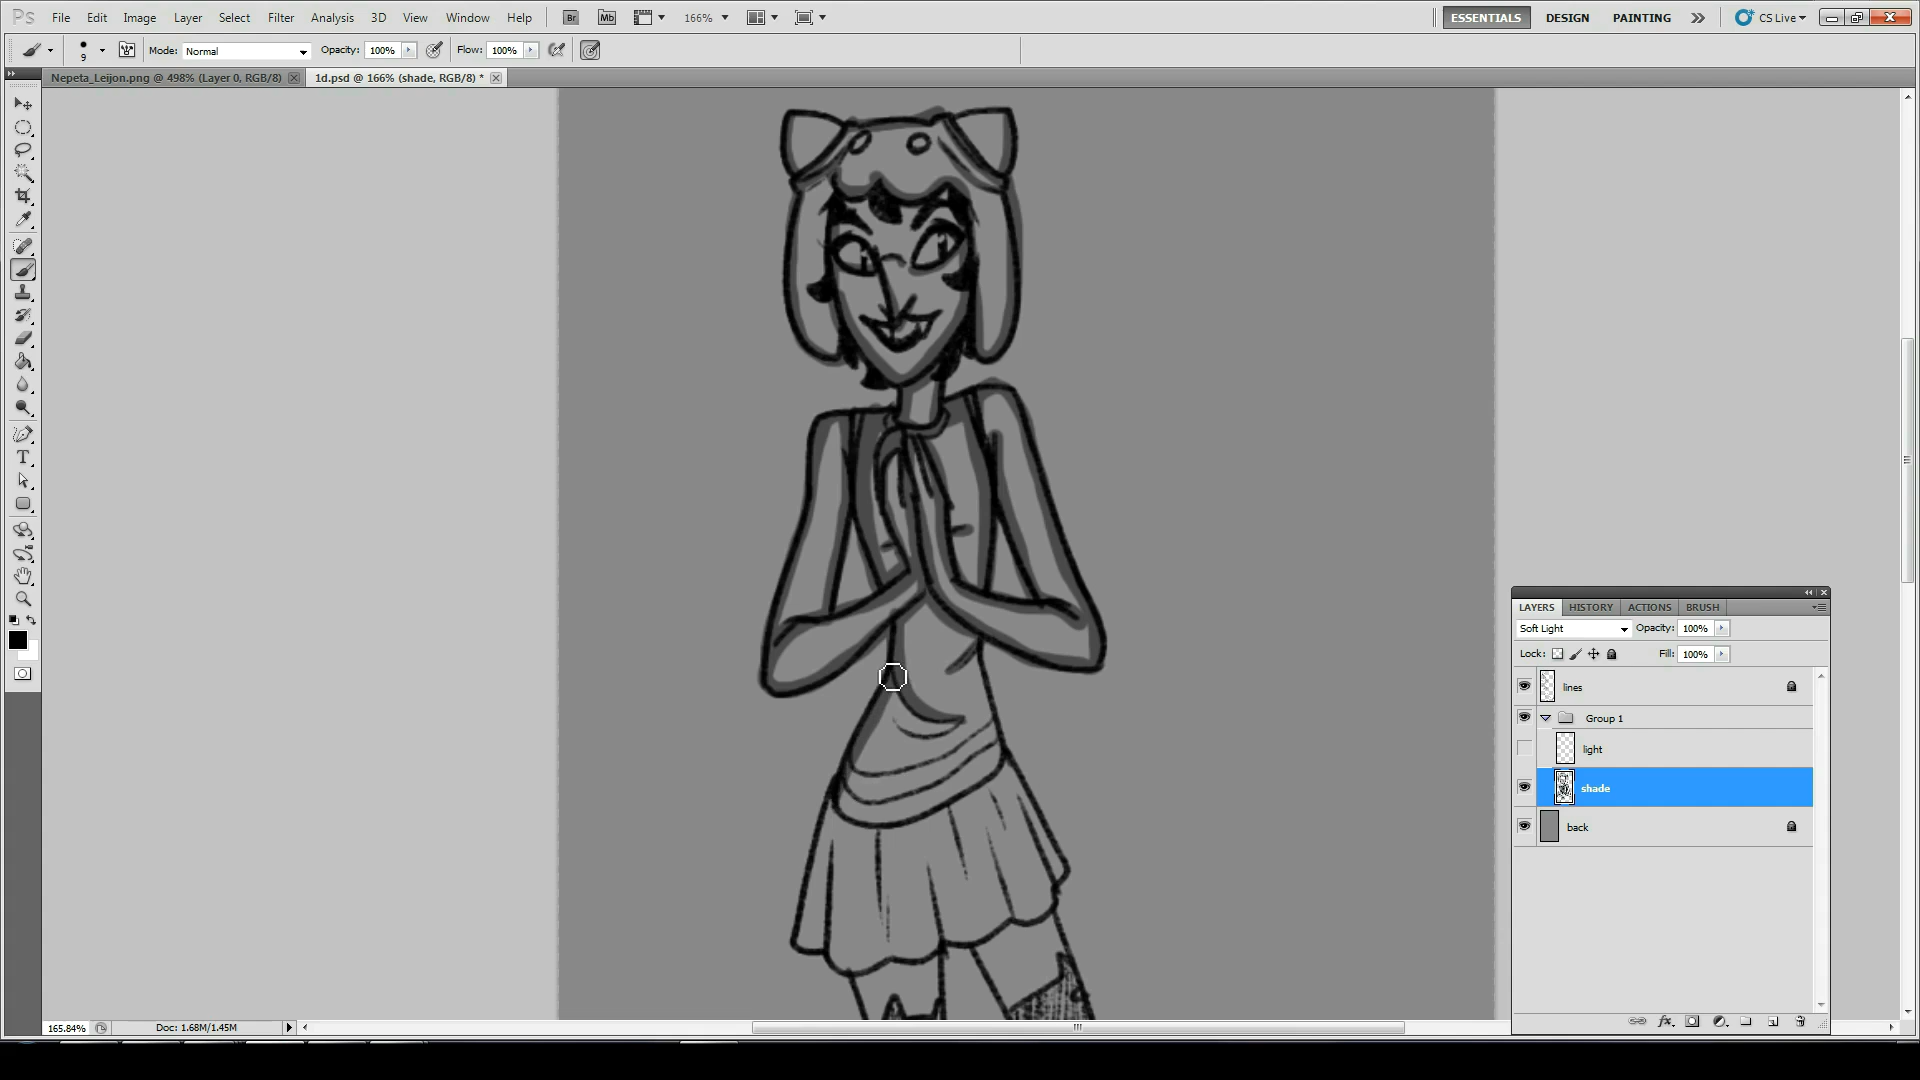 Ps File Edit Image Layer Select Filter Analysis 3D View Window Help Br Mb 166% ESSENTIALS DESIGN PAINTING CS Live
9 Mode: Normal Opacity: 100% Flow: 100%
Nepeta_Leijon.png @ 498% (Layer 0, RGB/8) 1d.psd @ 166% (shade, RGB/8) *
T
LAYERS HISTORY ACTIONS BRUSH
Soft Light Opacity: 100%
Lock: Fill: 100%
lines
Group 1
light
shade
back
fx
165.84% Doc: 1.68M/1.45M